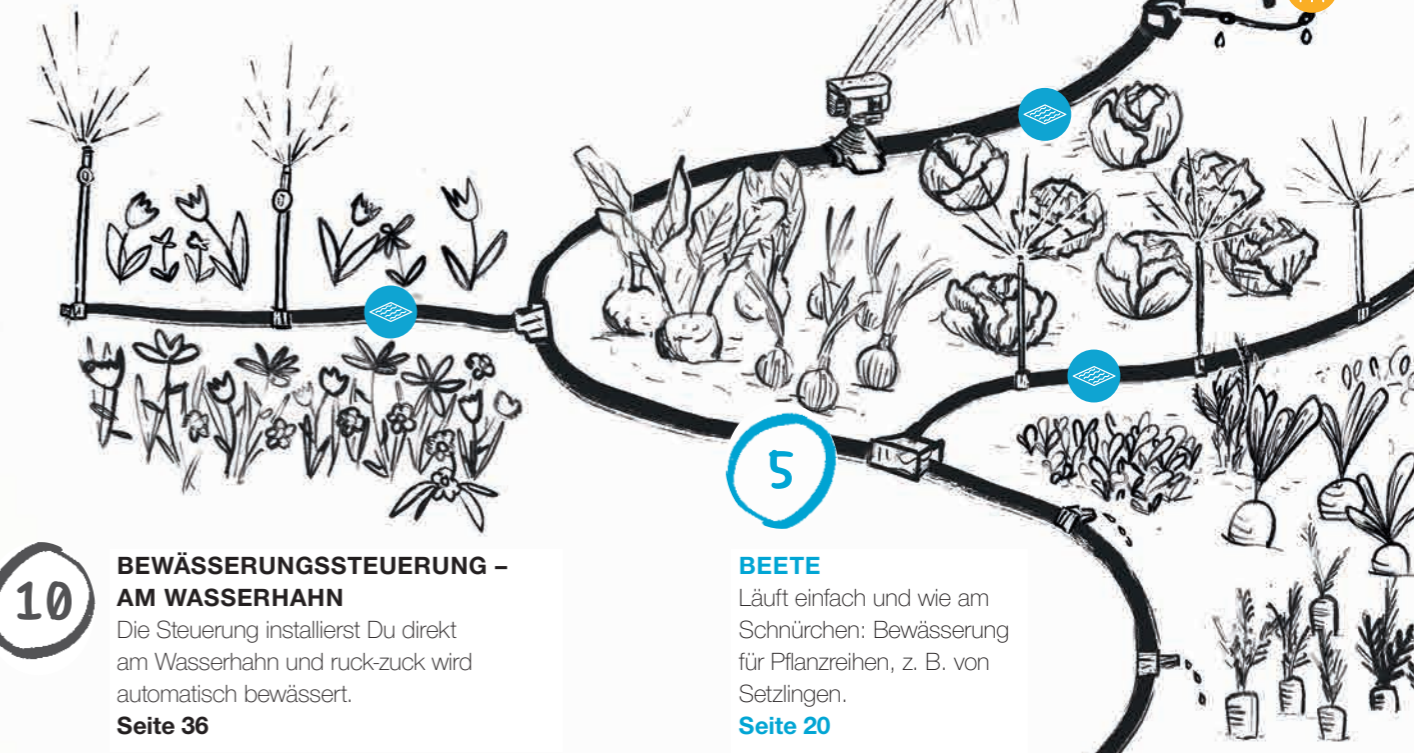 10
BEWÄSSERUNGSSTEUERUNG –
AM WASSERHAHN
Die Steuerung installierst Du direkt
am Wasserhahn und ruck-zuck wird
automatisch bewässert.
Seite 36
5
BEETE
Läuft einfach und wie am
Schnürchen: Bewässerung
für Pflanzreihen, z. B. von
Setzlingen.
Seite 20